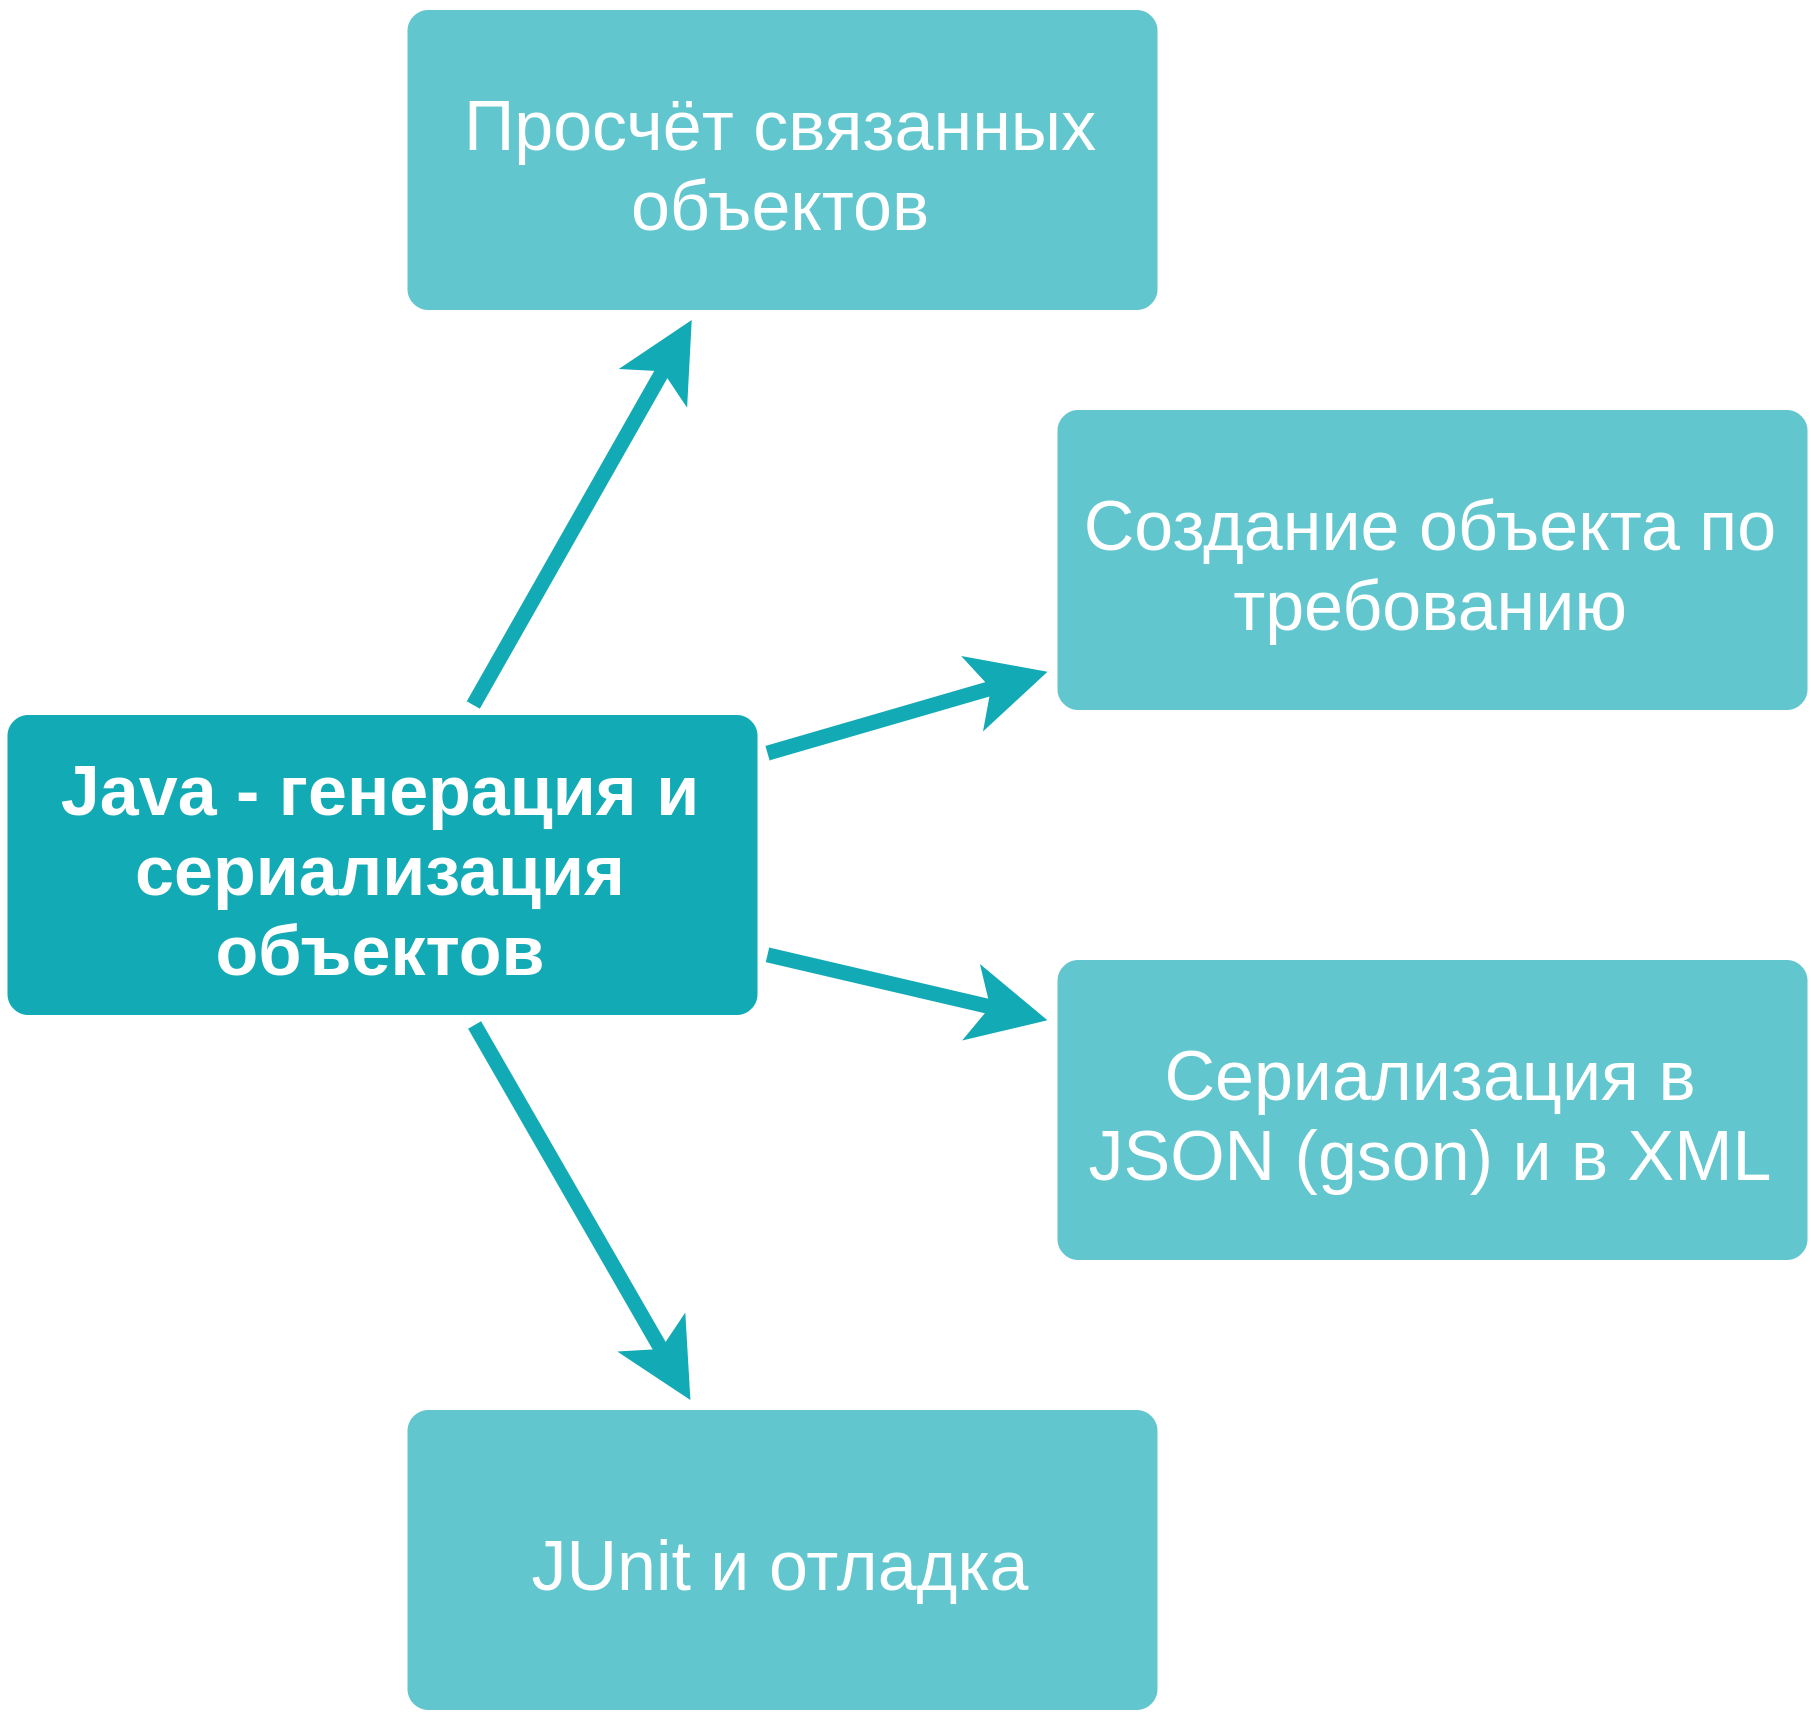 Просчёт связанных
объектов
Создание объекта по
требованию
Java - генерация и
сериализация
объектов
Сериализация в
JSON (gson) и в XML
JUnit и отладка